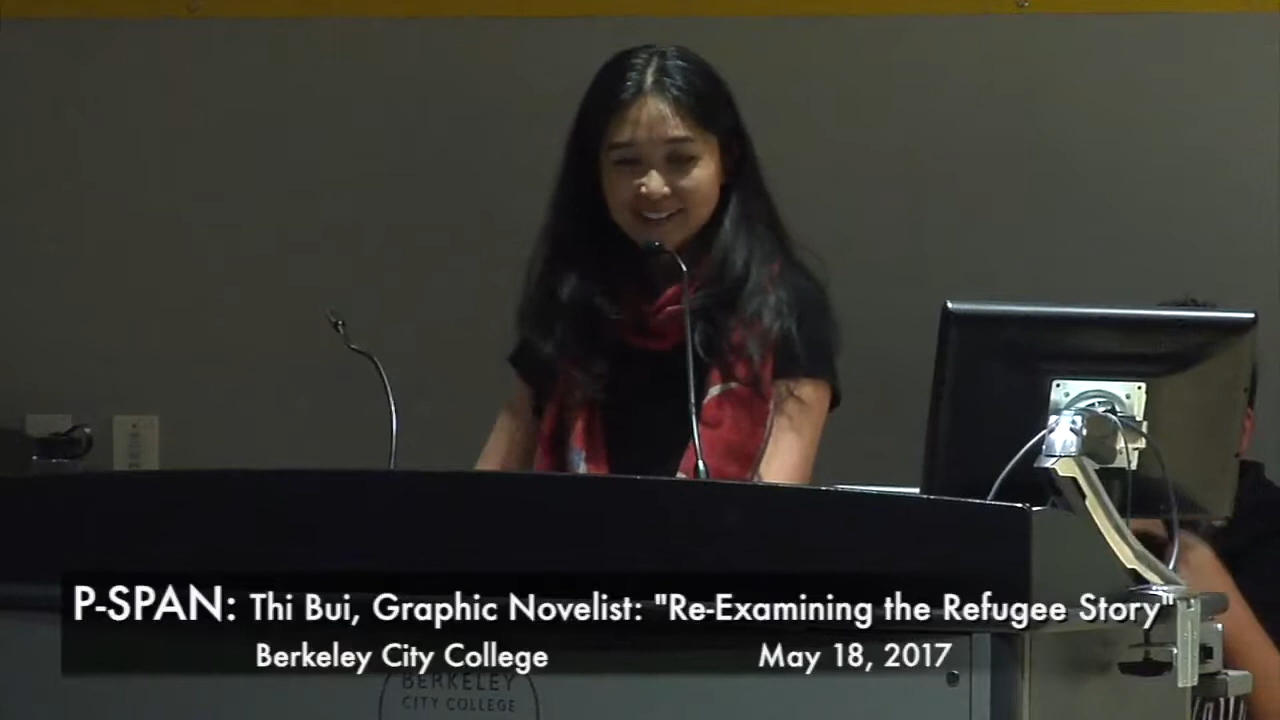 P-SPAN: Thi Bui, Graphic Novelist: "Re-Examining the Refugee Story"
Berkeley City College May 18, 2017
BERKELEY
CITY COLLEGE